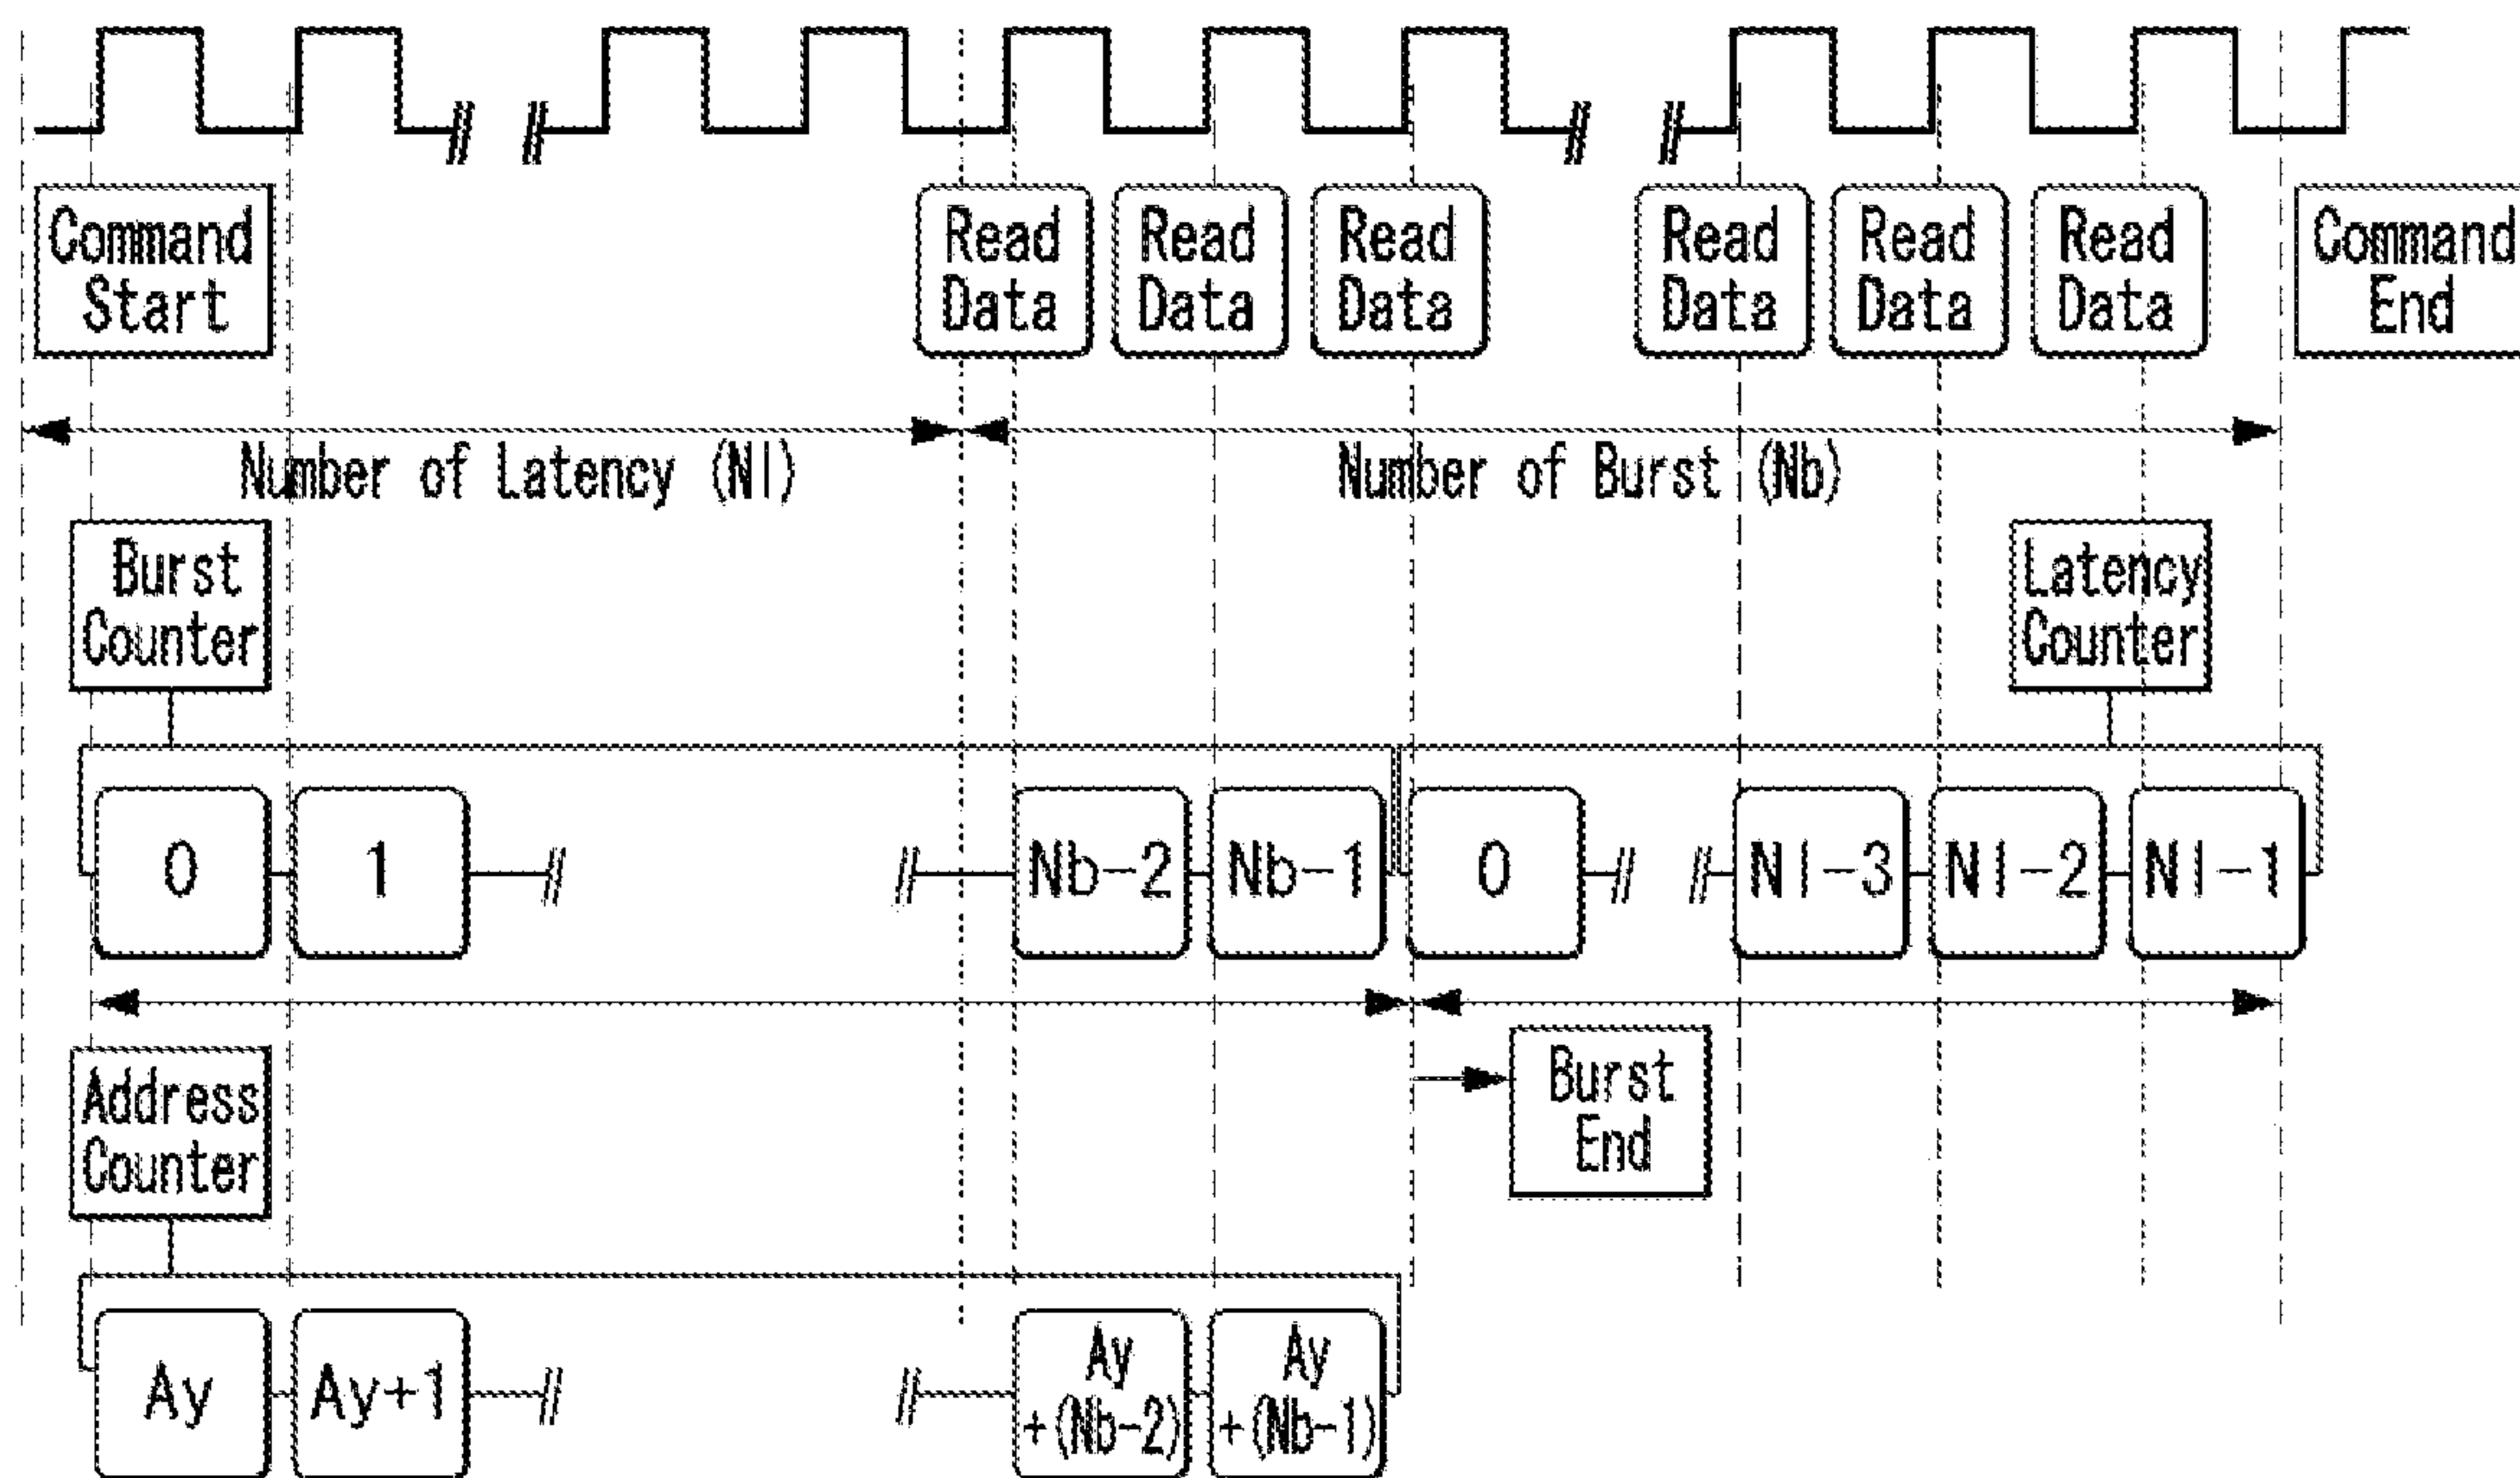 Command
Start
Read
Data
Read
Data
Read
Data
Read
Data
Read
Data
Read
Data
Command
End
Number of Latency (Nl)
Number of Burst (Nb)
Burst
Counter
Latency
Counter
0
1
Nb-2
Nb-1
0
Nl-3
Nl-2
Nl-1
Address
Counter
Burst
End
Ay
Ay+1
Ay
+(Nb-2)
Ay
+(Nb-1)